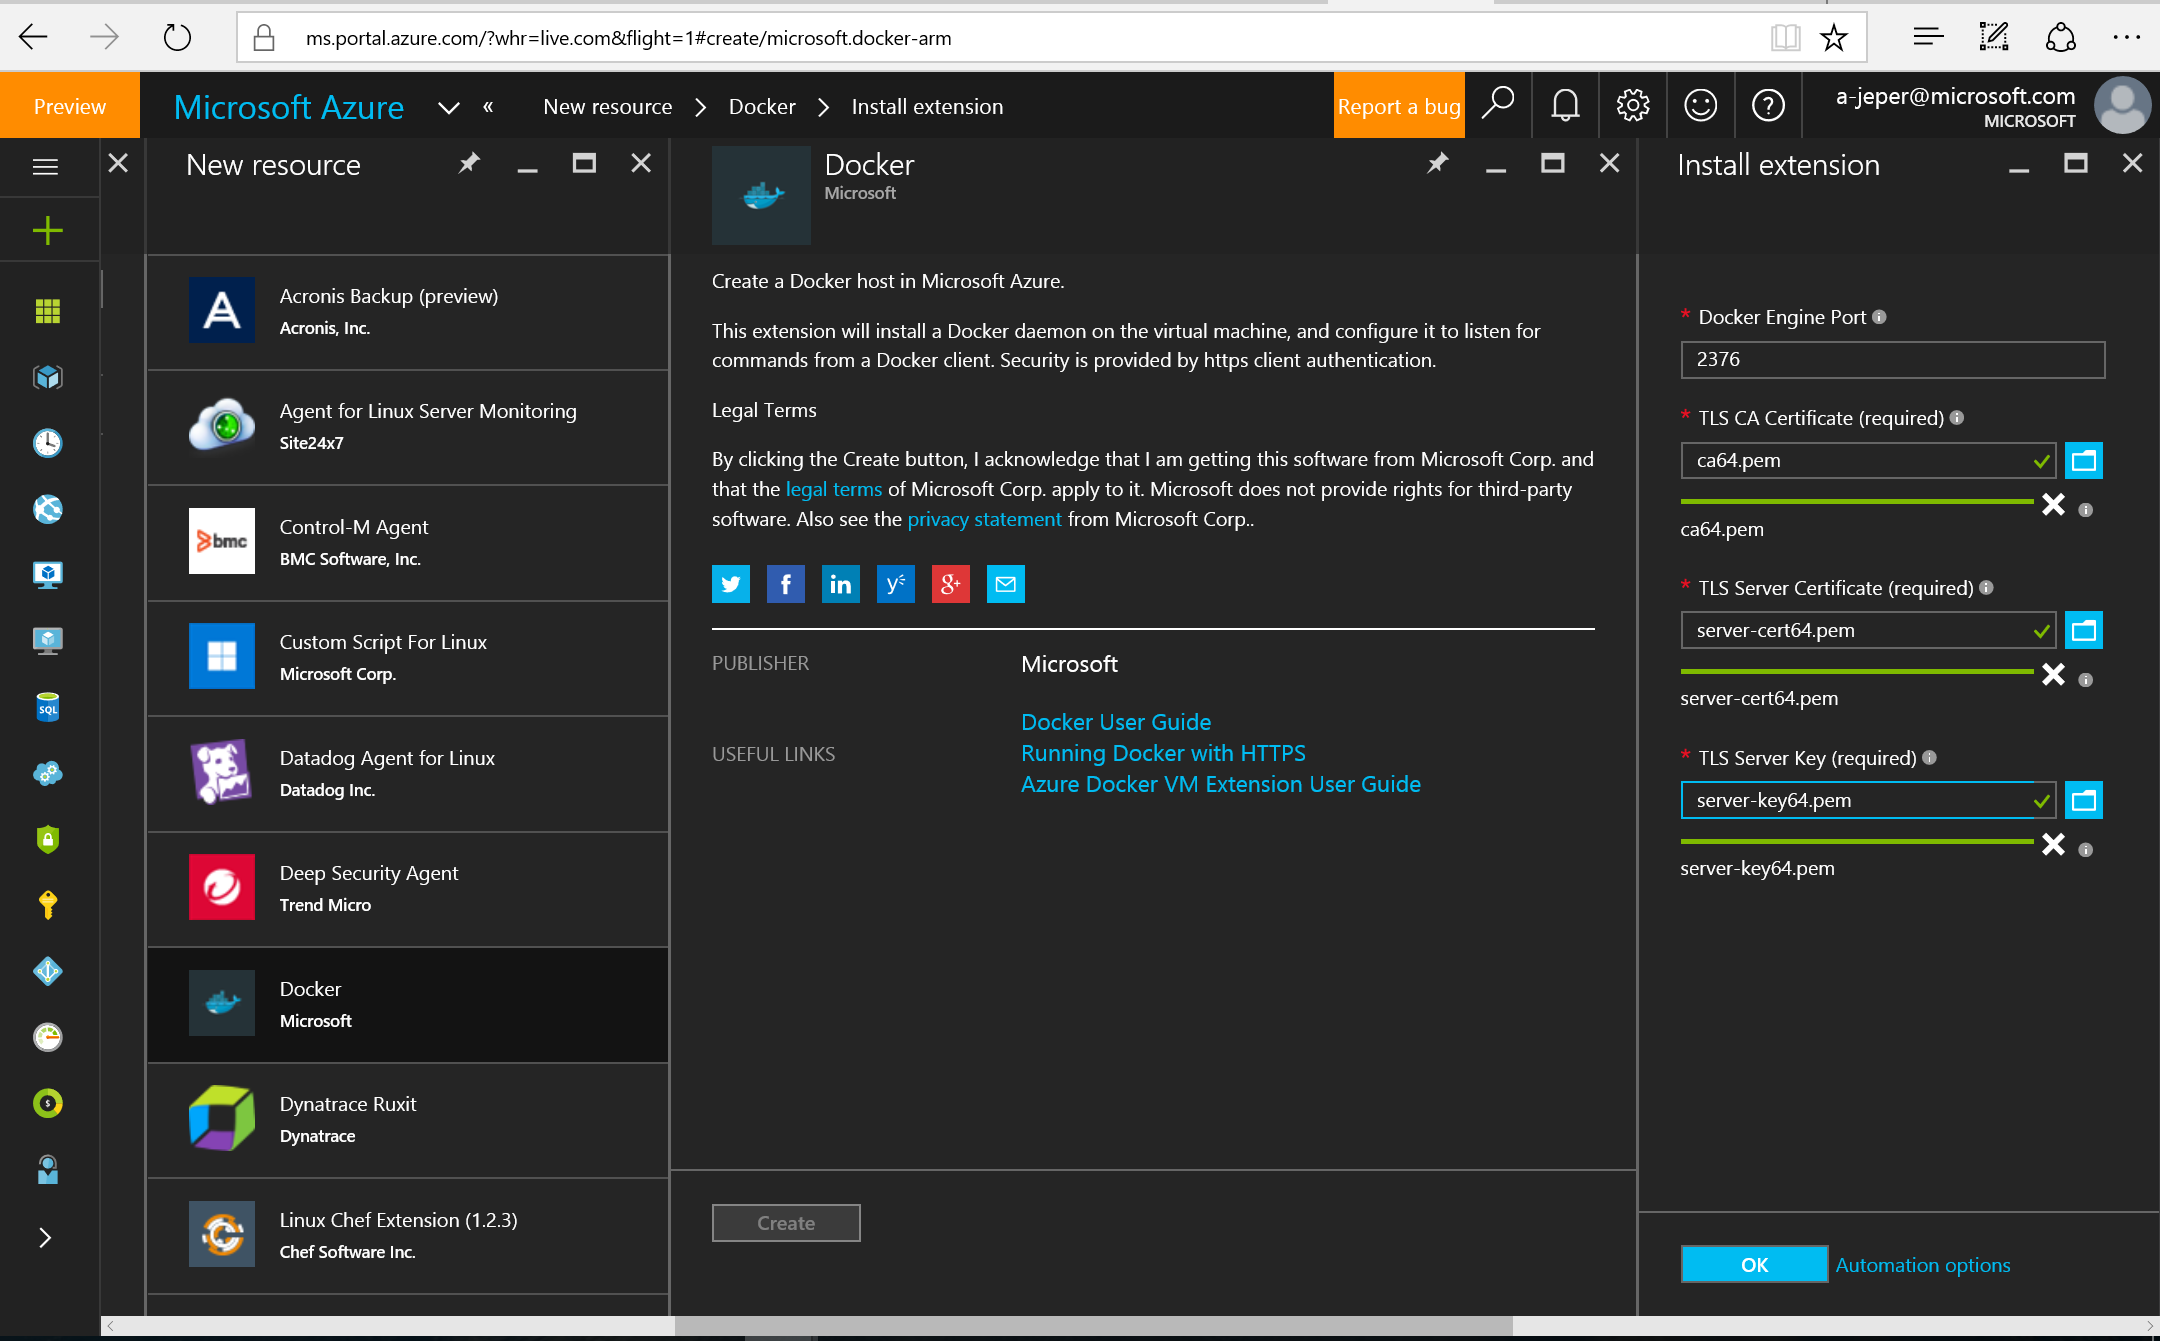 ms.portal.azure.com/?whr=live.com&flight=1#create/microsoft.docker-arm
Preview
Microsoft Azure
«
New resource
Docker
Install extension
Report a bug
a-jeper@microsoft.com
MICROSOFT
New resource
Acronis Backup (preview)
Acronis, Inc.
Agent for Linux Server Monitoring
Site24x7
bmc
Control-M Agent
BMC Software, Inc.
Custom Script For Linux
Microsoft Corp.
Datadog Agent for Linux
Datadog Inc.
Deep Security Agent
Trend Micro
Docker
Microsoft
Dynatrace Ruxit
Dynatrace
Linux Chef Extension (1.2.3)
Chef Software Inc.
SQL
Docker
Microsoft
Create a Docker host in Microsoft Azure.
This extension will install a Docker daemon on the virtual machine, and configure it to listen for
commands from a Docker client. Security is provided by https client authentication.
Legal Terms
By clicking the Create button, I acknowledge that I am getting this software from Microsoft Corp. and
that the legal terms of Microsoft Corp. apply to it. Microsoft does not provide rights for third-party
software. Also see the privacy statement from Microsoft Corp..
PUBLISHER
Microsoft
USEFUL LINKS
Docker User Guide
Running Docker with HTTPS
Azure Docker VM Extension User Guide
Create
Install extension
* Docker Engine Port
2376
* TLS CA Certificate (required)
ca64.pem
ca64.pem
* TLS Server Certificate (required)
server-cert64.pem
server-cert64.pem
* TLS Server Key (required)
server-key64.pem
server-key64.pem
OK
Automation options